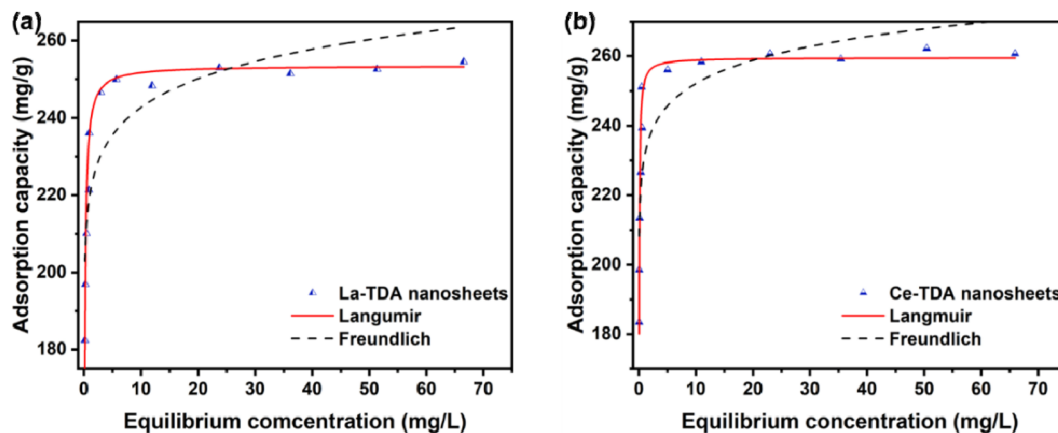 (a)
Adsorption capacity (mg/g)
260
240
220
200
180
La-TDA nanosheets
Langumir
Freundlich
0 10 20 30 40 50 60 70
Equilibrium comcentration (mg/L)
(b)
Adsorption capacity (mg/g)
260
240
220
200
180
Ce-TDA nanosheets
Langmuir
Freundlich
0 10 20 30 40 50 60 70
Equilibrium comcentration (mg/L)